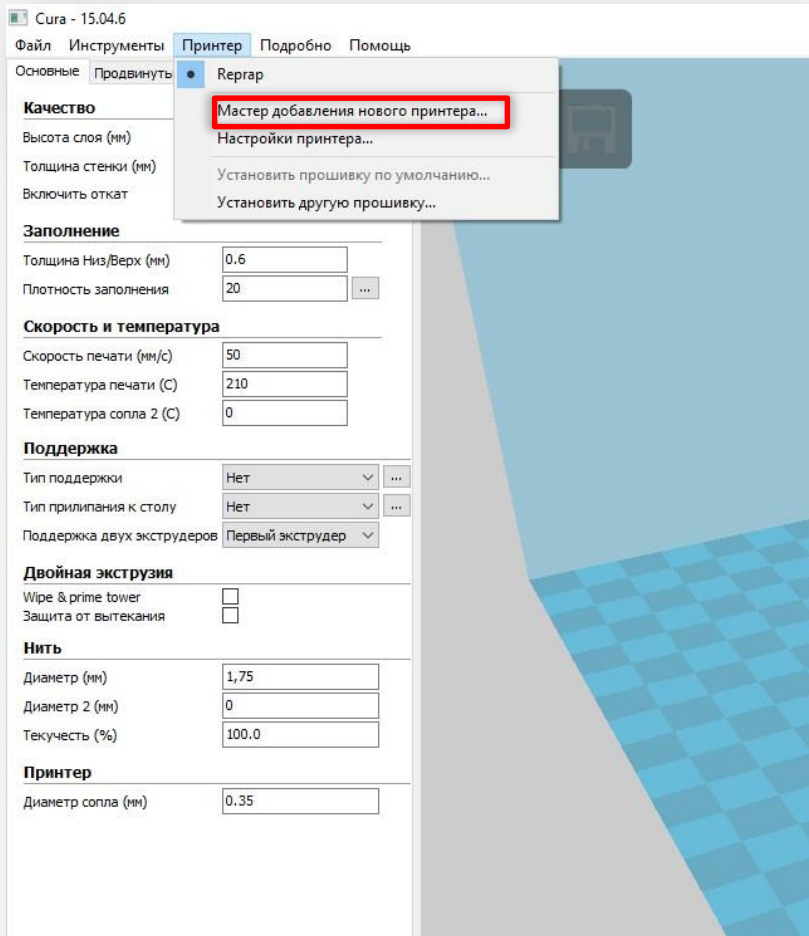 Cura - 15.04.6
Файл Инструменты Принтер Подробно Помощь
Основные Продвинуть
Reprap
Мастер добавления нового принтера...
Настройки принтера...
Установить прошивку по умолчанию...
Установить другую прошивку...
Качество
Высота слоя (мм)
Толщина стенки (мм)
Включить откат
Заполнение
Толщина Низ/Верх (мм) 0.6
Плотность заполнения 20 ...
Скорость и температура
Скорость печати (мм/с) 50
Температура печати (C) 210
Температура сопла 2 (C) 0
Поддержка
Тип поддержки Нет ...
Тип прилипания к столу Нет ...
Поддержка двух экструдеров Первый экструдер
Двойная экструзия
Wipe & prime tower
Защита от вытекания
Нить
Диаметр (мм) 1,75
Диаметр 2 (мм) 0
Текучесть (%) 100.0
Принтер
Диаметр сопла (мм) 0.35